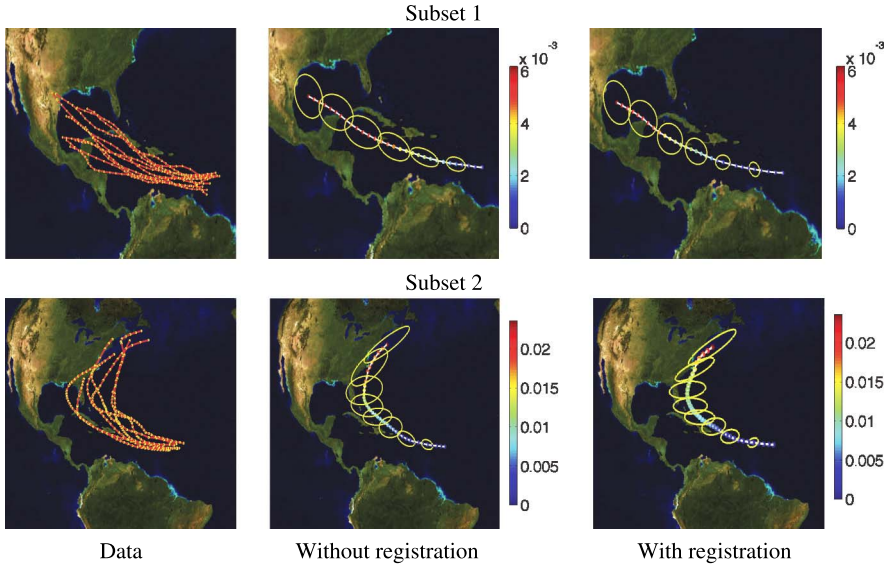 Subset 1
x 10⁻³
6
4
2
0
x 10⁻³
6
4
2
0
Subset 2
0.02
0.015
0.01
0.005
0
0.02
0.015
0.01
0.005
0
Data
Without registration
With registration